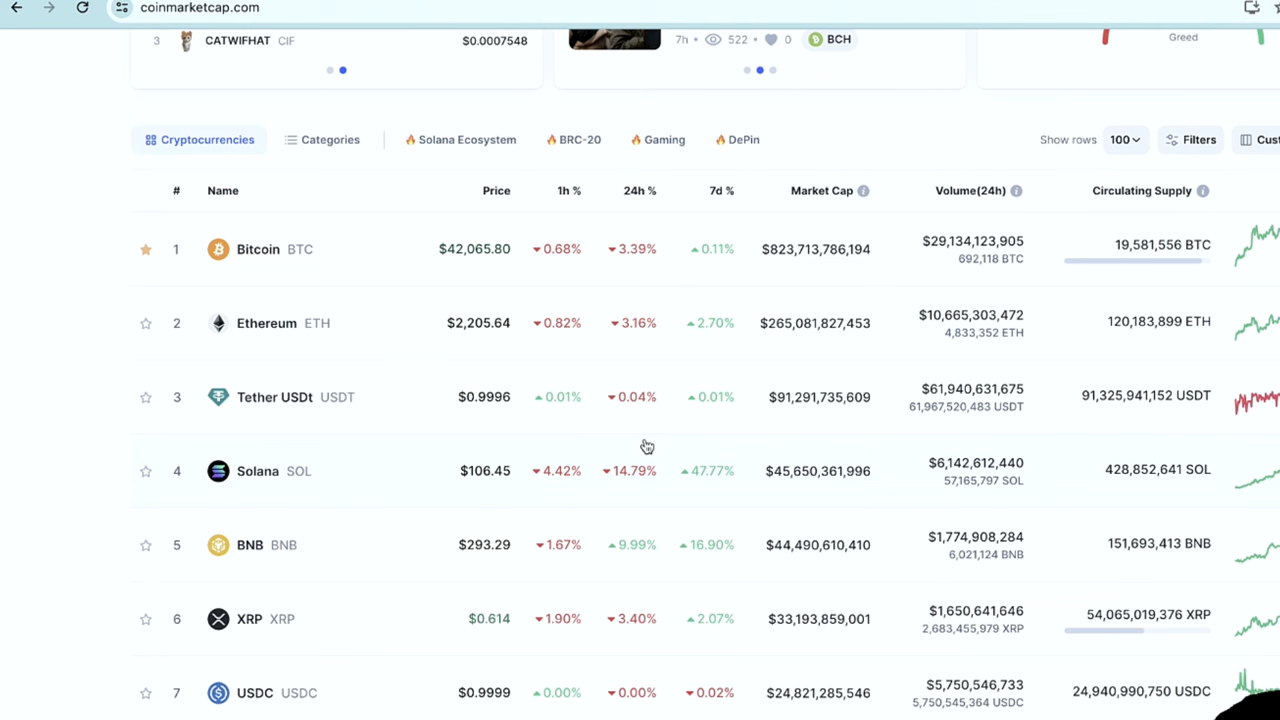 coinmarketcap.com
3 CATWIFHAT CIF $0.0007548
7h • 522 • 0 BCH
Greed
Cryptocurrencies Categories Solana Ecosystem BRC-20 Gaming DePin Show rows 100 Filters Cust
# Name Price 1h % 24h % 7d % Market Cap Volume(24h) Circulating Supply
1 Bitcoin BTC $42,065.80 0.68% 3.39% 0.11% $823,713,786,194 $29,134,123,905 19,581,556 BTC
692,118 BTC
2 Ethereum ETH $2,205.64 0.82% 3.16% 2.70% $265,081,827,453 $10,665,303,472 120,183,899 ETH
4,833,352 ETH
3 Tether USDt USDT $0.9996 0.01% 0.04% 0.01% $91,291,735,609 $61,940,631,675 91,325,941,152 USDT
61,967,520,483 USDT
4 Solana SOL $106.45 4.42% 14.79% 47.77% $45,650,361,996 $6,142,612,440 428,852,641 SOL
57,165,797 SOL
5 BNB BNB $293.29 1.67% 9.99% 16.90% $44,490,610,410 $1,774,908,284 151,693,413 BNB
6,021,124 BNB
6 XRP XRP $0.614 1.90% 3.40% 2.07% $33,193,859,001 $1,650,641,646 54,065,019,376 XRP
2,683,455,979 XRP
7 USDC USDC $0.9999 0.00% 0.00% 0.02% $24,821,285,546 $5,750,546,733 24,940,990,750 USDC
5,750,545,364 USDC